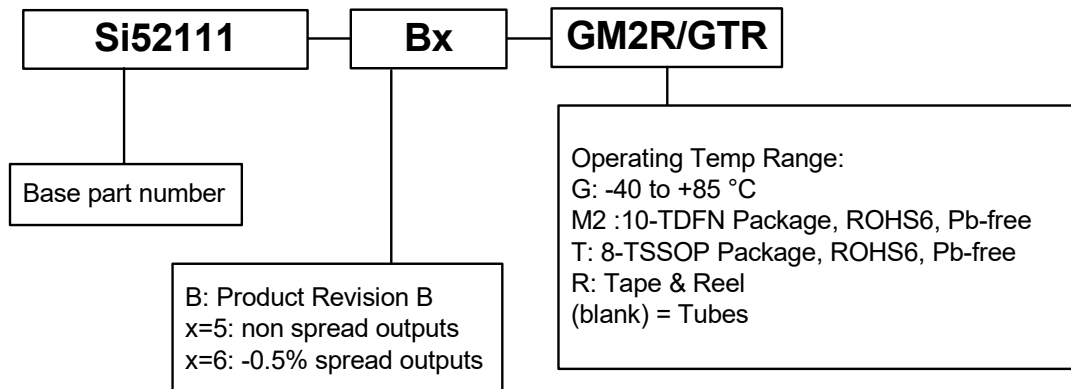 Si52111
Bx
GM2R/GTR
Base part number
B: Product Revision B
x=5: non spread outputs
x=6: -0.5% spread outputs
Operating Temp Range:
G: -40 to +85 °C
M2 :10-TDFN Package, ROHS6, Pb-free
T: 8-TSSOP Package, ROHS6, Pb-free
R: Tape & Reel
(blank) = Tubes